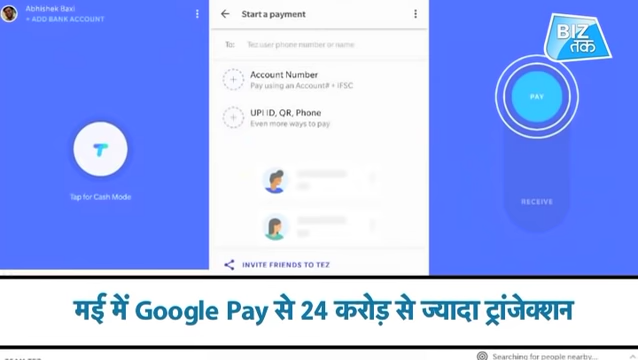 Abhishek Baxi
+ ADD BANK ACCOUNT
Tap for Cash Mode
Start a payment
To:
Account Number
Pay using an Account# + IFSC
UPI ID, QR, Phone
Even more ways to pay
INVITE FRIENDS TO TEZ
BIZ
तक
PAY
RECEIVE
मई में Google Pay से 24 करोड़ से ज्यादा ट्रांजेक्शन
Searching for people nearby...